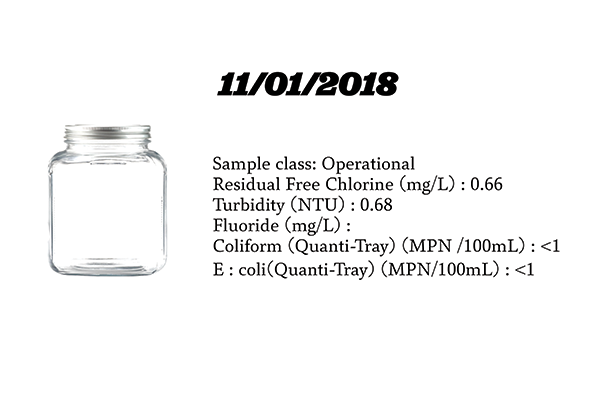 11/01/2018
Sample class: Operational
Residual Free Chlorine (mg/L) : 0.66
Turbidity (NTU) : 0.68
Fluoride (mg/L) :
Coliform (Quanti-Tray) (MPN /100mL) : <1
E : coli(Quanti-Tray) (MPN/100mL) : <1